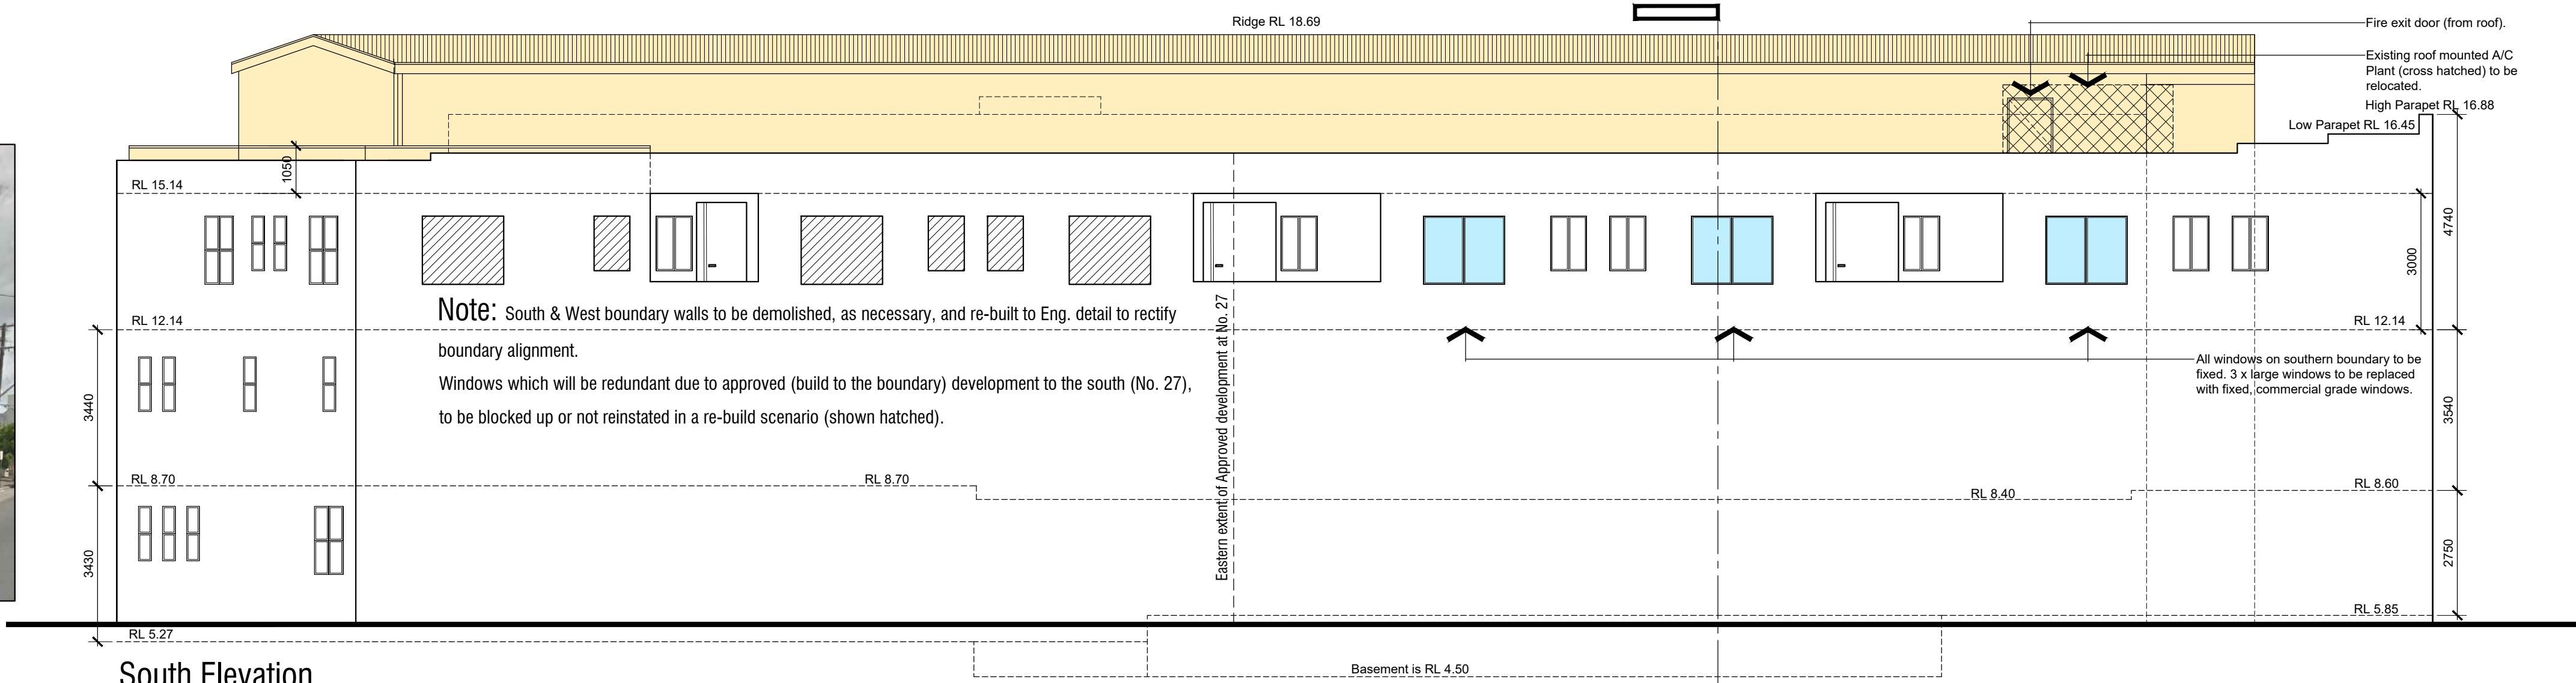 Ridge RL 18.69
Fire exit door (from roof).
Existing roof mounted A/C
Plant (cross hatched) to be
relocated.
High Parapet RL 16.88
Low Parapet RL 16.45
1050
RL 15.14
4740
3000
Note: South & West boundary walls to be demolished, as necessary, and re-built to Eng. detail to rectify
boundary alignment.
Windows which will be redundant due to approved (build to the boundary) development to the south (No. 27),
to be blocked up or not reinstated in a re-build scenario (shown hatched).
RL 12.14
RL 12.14
Eastern extent of Approved development at No. 27
All windows on southern boundary to be
fixed. 3 x large windows to be replaced
with fixed, commercial grade windows.
3440
3540
RL 8.70
RL 8.70
RL 8.40
RL 8.60
3430
2750
RL 5.85
RL 5.27
Basement is RL 4.50
South Elevation